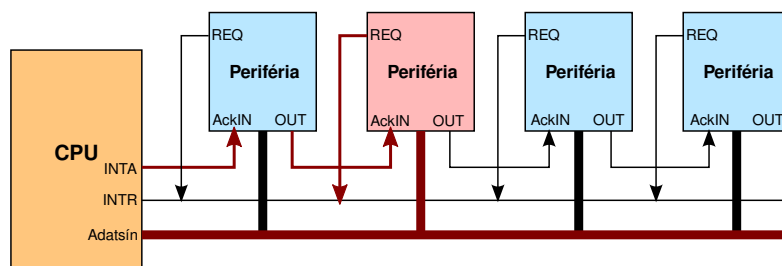 REQ
Periféria
AckIN OUT
REQ
Periféria
AckIN OUT
REQ
Periféria
AckIN OUT
REQ
Periféria
AckIN OUT
CPU
INTA
INTR
Adatsín